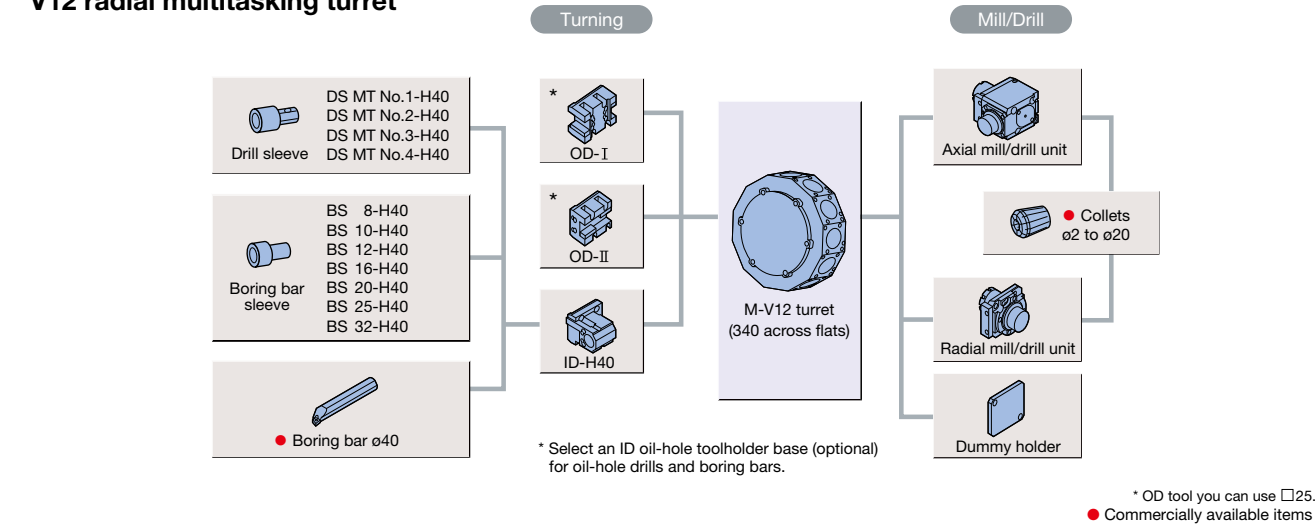 V12 radial multitasking turret
Turning
Mill/Drill
DS MT No.1-H40
DS MT No.2-H40
DS MT No.3-H40
DS MT No.4-H40
Drill sleeve
BS 8-H40
BS 10-H40
BS 12-H40
BS 16-H40
BS 20-H40
BS 25-H40
BS 32-H40
Boring bar
sleeve
● Boring bar ø40
*
OD-Ⅰ
*
OD-Ⅱ
ID-H40
M-V12 turret
(340 across flats)
Axial mill/drill unit
● Collets
ø2 to ø20
Radial mill/drill unit
Dummy holder
* Select an ID oil-hole toolholder base (optional)
for oil-hole drills and boring bars.
* OD tool you can use □25.
● Commercially available items